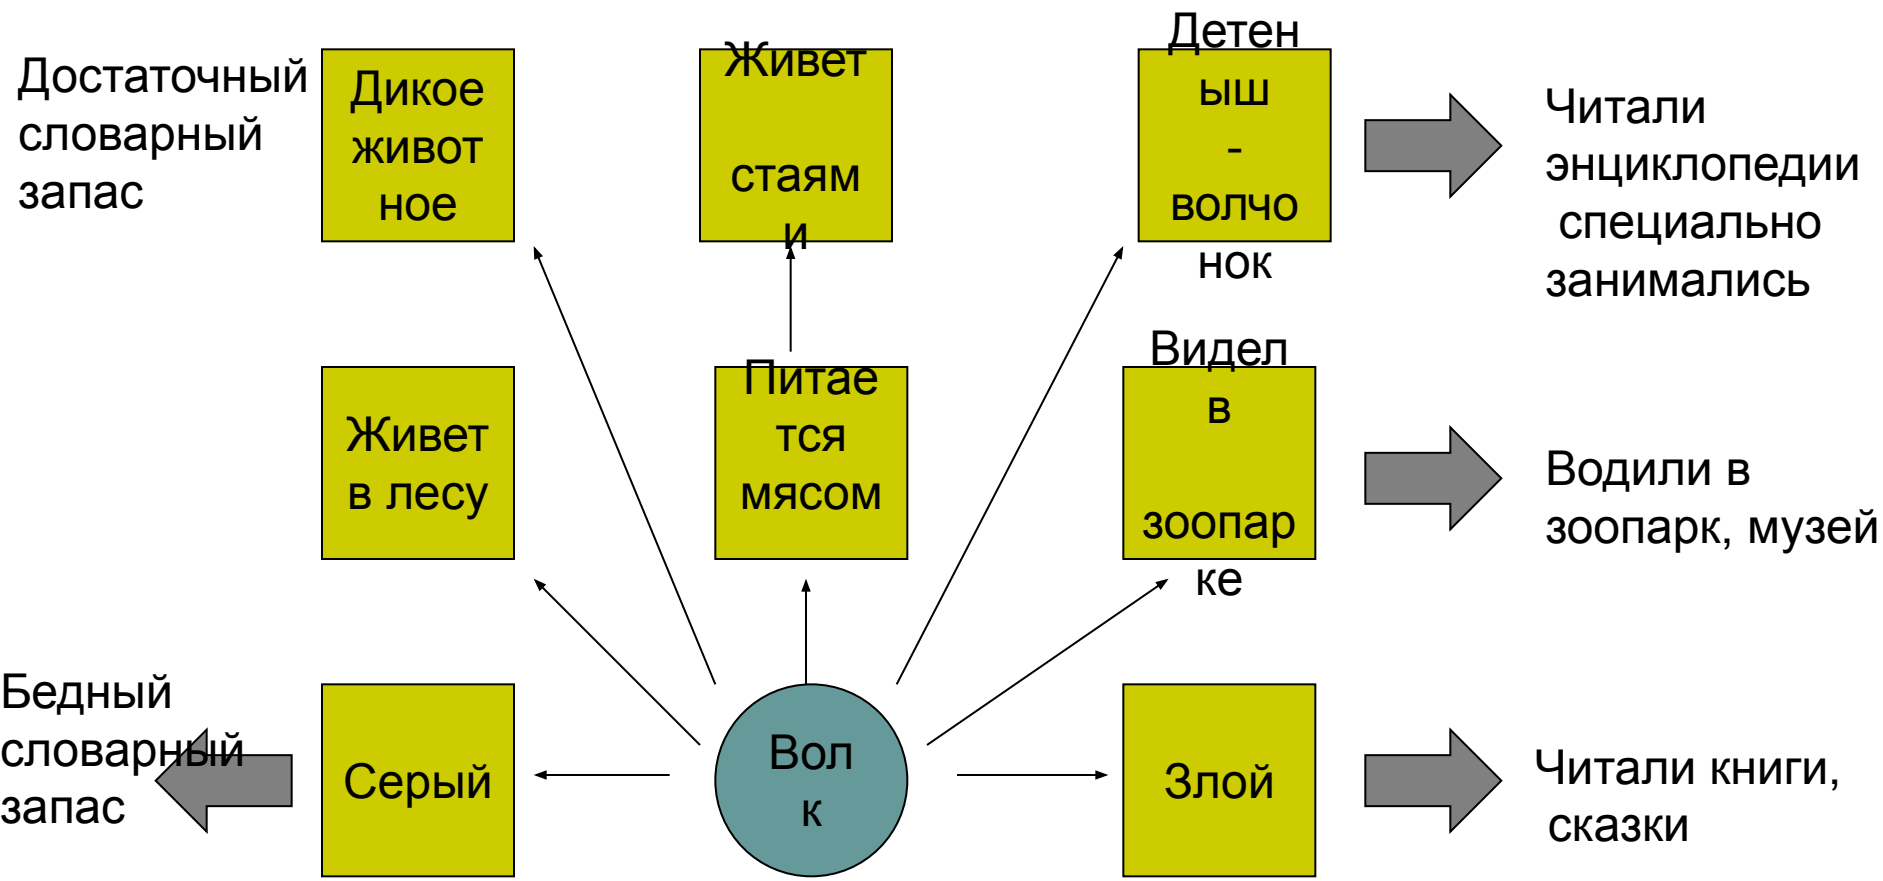 Достаточный
словарный
запас
Дикое
живот
ное
Живет
стаям
и
Детен
ыш
-
волчо
нок
Читали
энциклопедии
специально
занимались
Живет
в лесу
Питае
тся
мясом
Видел
в
зоопар
ке
Водили в
зоопарк, музей
Бедный
словарный
запас
Серый
Вол
к
Злой
Читали книги,
сказки